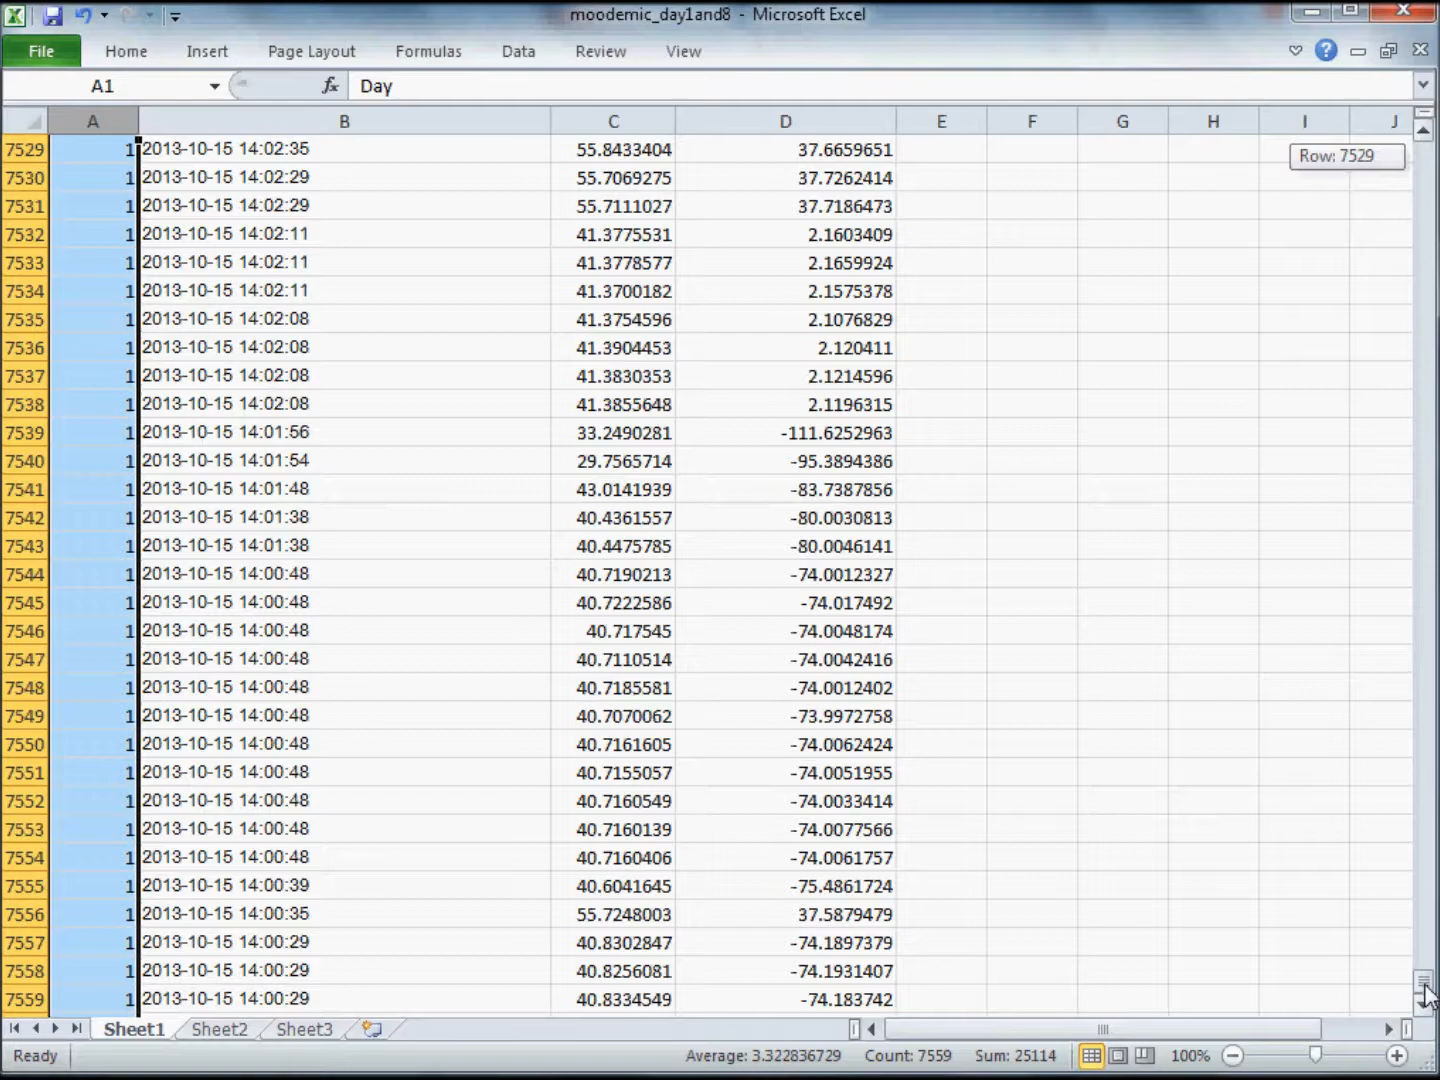 moodemic_day1and8 - Microsoft Excel
File Home Insert Page Layout Formulas Data Review View
A1 fx Day
A B C D E F G H I J
7529 1 2013-10-15 14:02:35 55.8433404 37.6659651
Row: 7529
7530 1 2013-10-15 14:02:29 55.7069275 37.7262414
7531 1 2013-10-15 14:02:29 55.7111027 37.7186473
7532 1 2013-10-15 14:02:11 41.3775531 2.1603409
7533 1 2013-10-15 14:02:11 41.3778577 2.1659924
7534 1 2013-10-15 14:02:11 41.3700182 2.1575378
7535 1 2013-10-15 14:02:08 41.3754596 2.1076829
7536 1 2013-10-15 14:02:08 41.3904453 2.120411
7537 1 2013-10-15 14:02:08 41.3830353 2.1214596
7538 1 2013-10-15 14:02:08 41.3855648 2.1196315
7539 1 2013-10-15 14:01:56 33.2490281 -111.6252963
7540 1 2013-10-15 14:01:54 29.7565714 -95.3894386
7541 1 2013-10-15 14:01:48 43.0141939 -83.7387856
7542 1 2013-10-15 14:01:38 40.4361557 -80.0030813
7543 1 2013-10-15 14:01:38 40.4475785 -80.0046141
7544 1 2013-10-15 14:00:48 40.7190213 -74.0012327
7545 1 2013-10-15 14:00:48 40.7222586 -74.017492
7546 1 2013-10-15 14:00:48 40.717545 -74.0048174
7547 1 2013-10-15 14:00:48 40.7110514 -74.0042416
7548 1 2013-10-15 14:00:48 40.7185581 -74.0012402
7549 1 2013-10-15 14:00:48 40.7070062 -73.9972758
7550 1 2013-10-15 14:00:48 40.7161605 -74.0062424
7551 1 2013-10-15 14:00:48 40.7155057 -74.0051955
7552 1 2013-10-15 14:00:48 40.7160549 -74.0033414
7553 1 2013-10-15 14:00:48 40.7160139 -74.0077566
7554 1 2013-10-15 14:00:48 40.7160406 -74.0061757
7555 1 2013-10-15 14:00:39 40.6041645 -75.4861724
7556 1 2013-10-15 14:00:35 55.7248003 37.5879479
7557 1 2013-10-15 14:00:29 40.8302847 -74.1897379
7558 1 2013-10-15 14:00:29 40.8256081 -74.1931407
7559 1 2013-10-15 14:00:29 40.8334549 -74.183742
Sheet1 Sheet2 Sheet3
Ready Average: 3.322836729 Count: 7559 Sum: 25114 100%